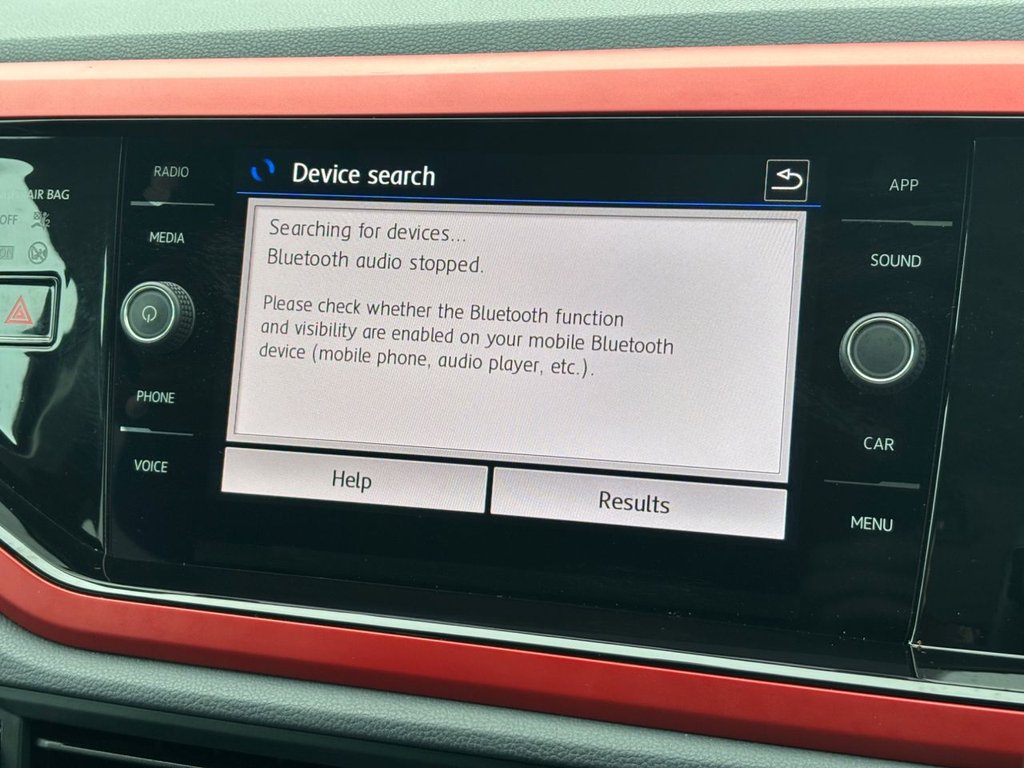 AIR BAG
OFF
RADIO
MEDIA
PHONE
VOICE
Device search
Searching for devices...
Bluetooth audio stopped.
Please check whether the Bluetooth function
and visibility are enabled on your mobile Bluetooth
device (mobile phone, audio player, etc.).
Help
Results
APP
SOUND
CAR
MENU